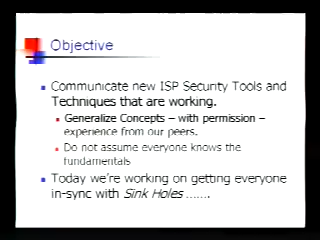 Objective
Communicate new ISP Security Tools and
Techniques that are working.
Generalize Concepts – with permission –
experience from our peers.
Do not assume everyone knows the
fundamentals
Today we're working on getting everyone
in-sync with Sink Holes …….